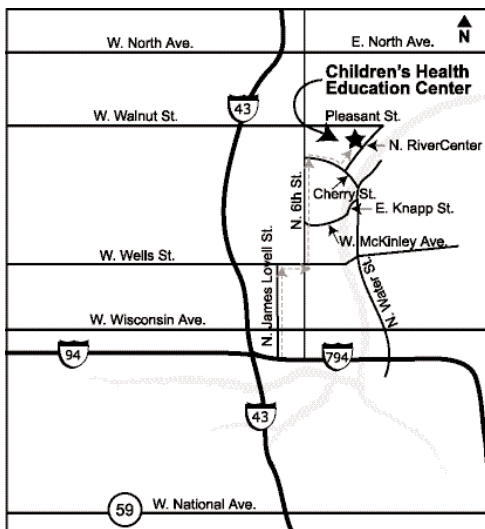 N
W. North Ave.
E. North Ave.
Children's Health
Education Center
43
W. Walnut St.
Pleasant St.
N. RiverCenter
Cherry St.
N. 6th St.
E. Knapp St.
W. McKinley Ave.
W. Wells St.
N. James Lovell St.
N. Water St.
W. Wisconsin Ave.
94
794
43
59
W. National Ave.